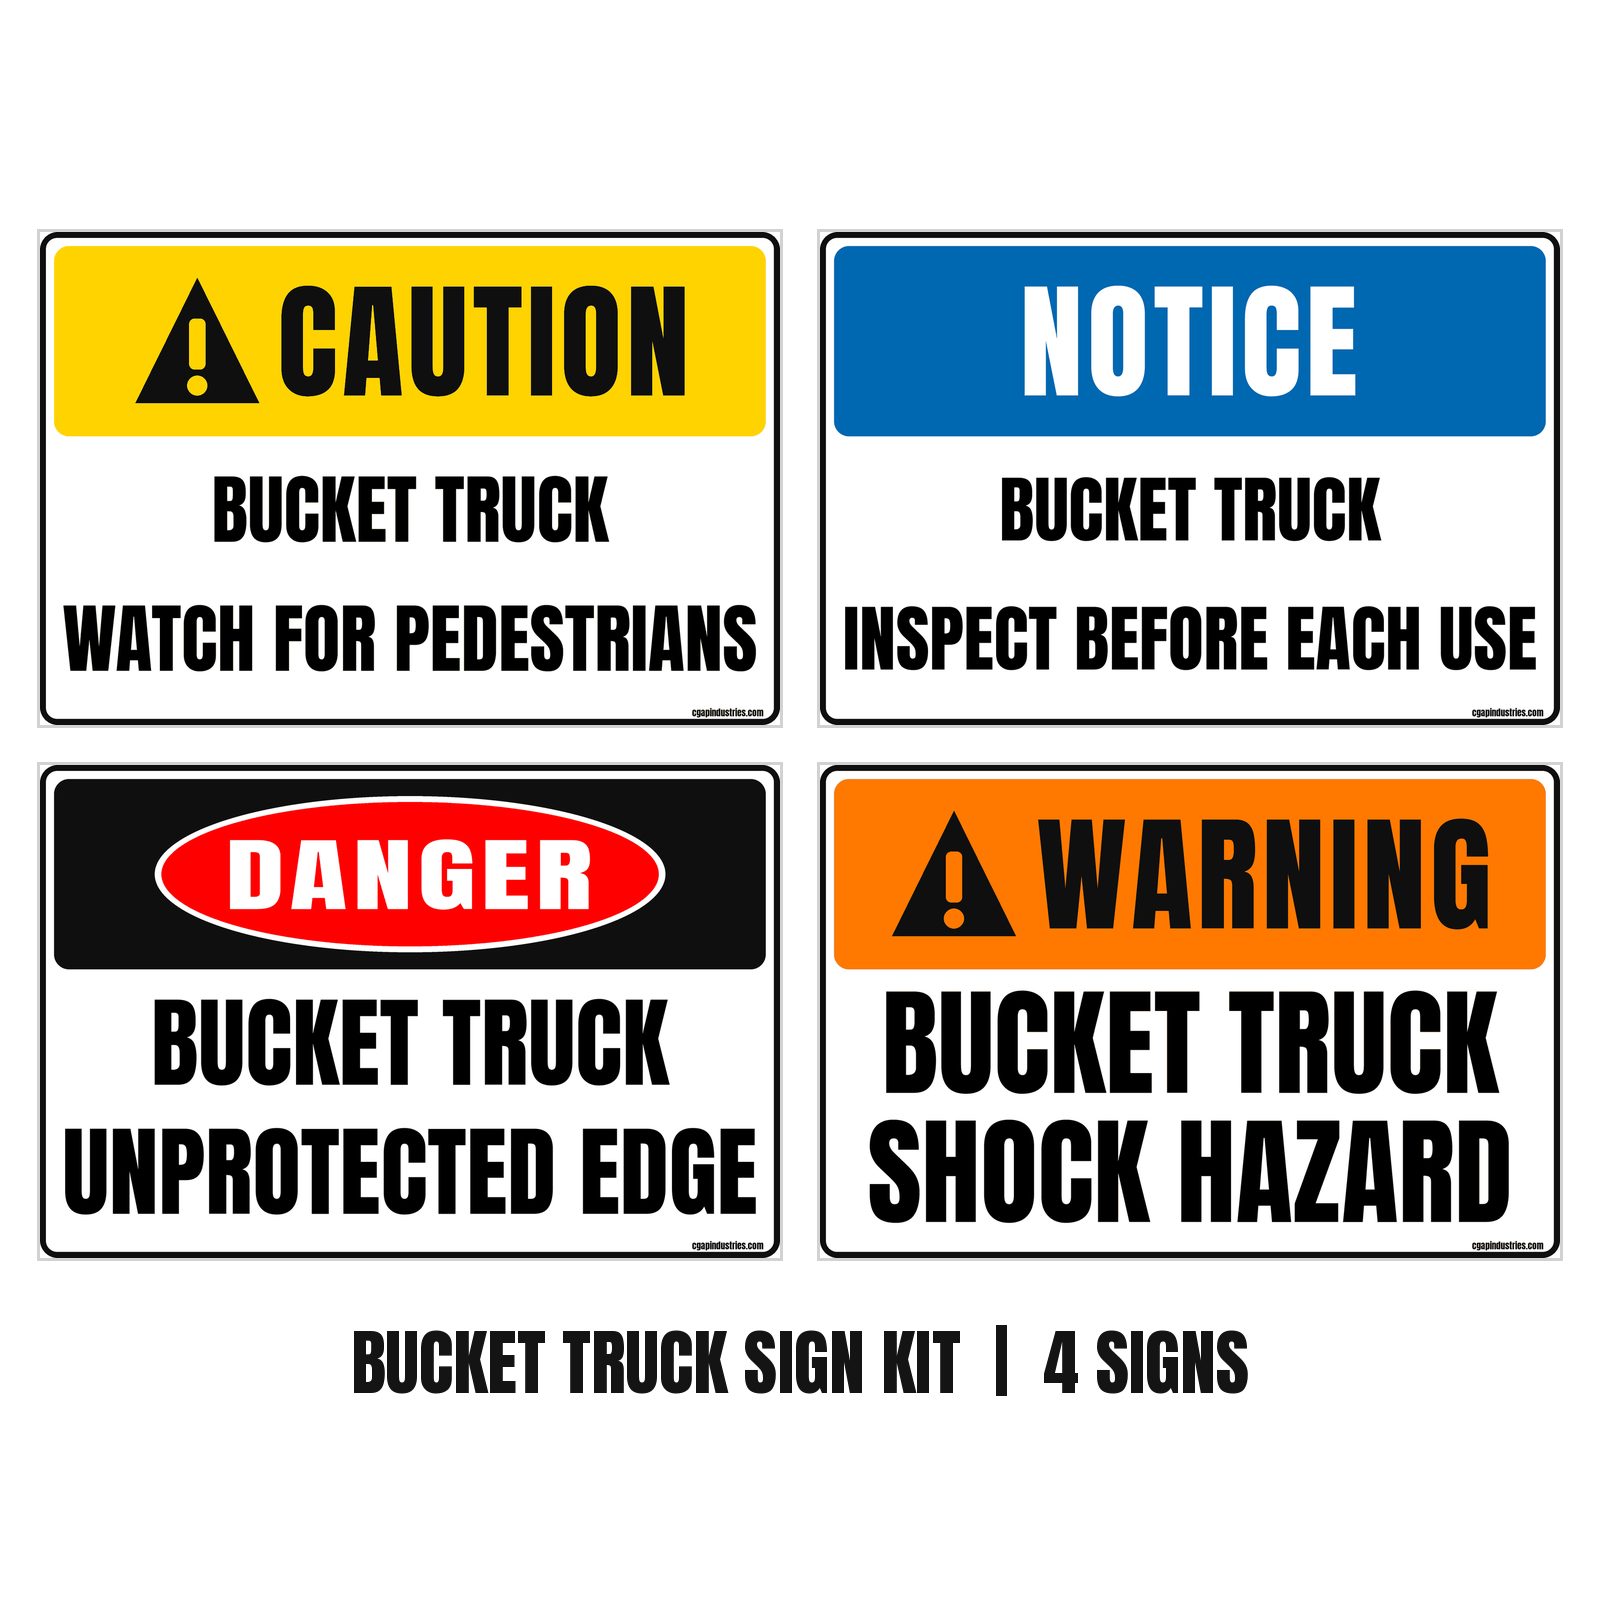 CAUTION
BUCKET TRUCK
WATCH FOR PEDESTRIANS
cgapindustries.com
NOTICE
BUCKET TRUCK
INSPECT BEFORE EACH USE
cgapindustries.com
DANGER
BUCKET TRUCK
UNPROTECTED EDGE
cgapindustries.com
WARNING
BUCKET TRUCK
SHOCK HAZARD
cgapindustries.com
BUCKET TRUCK SIGN KIT | 4 SIGNS